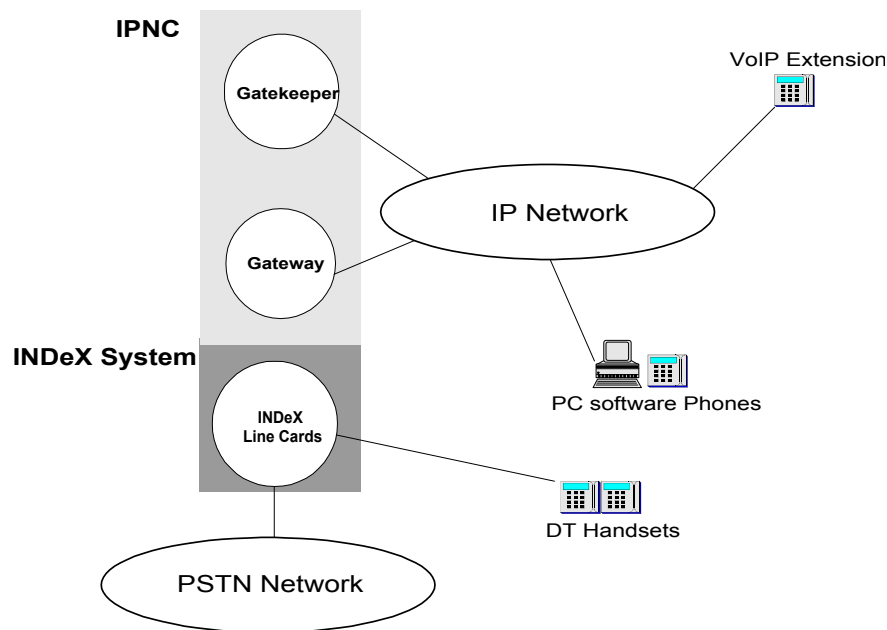 IPNC
Gatekeeper
VoIP Extension
IP Network
Gateway
INDeX System
INDeX
Line Cards
PC software Phones
DT Handsets
PSTN Network